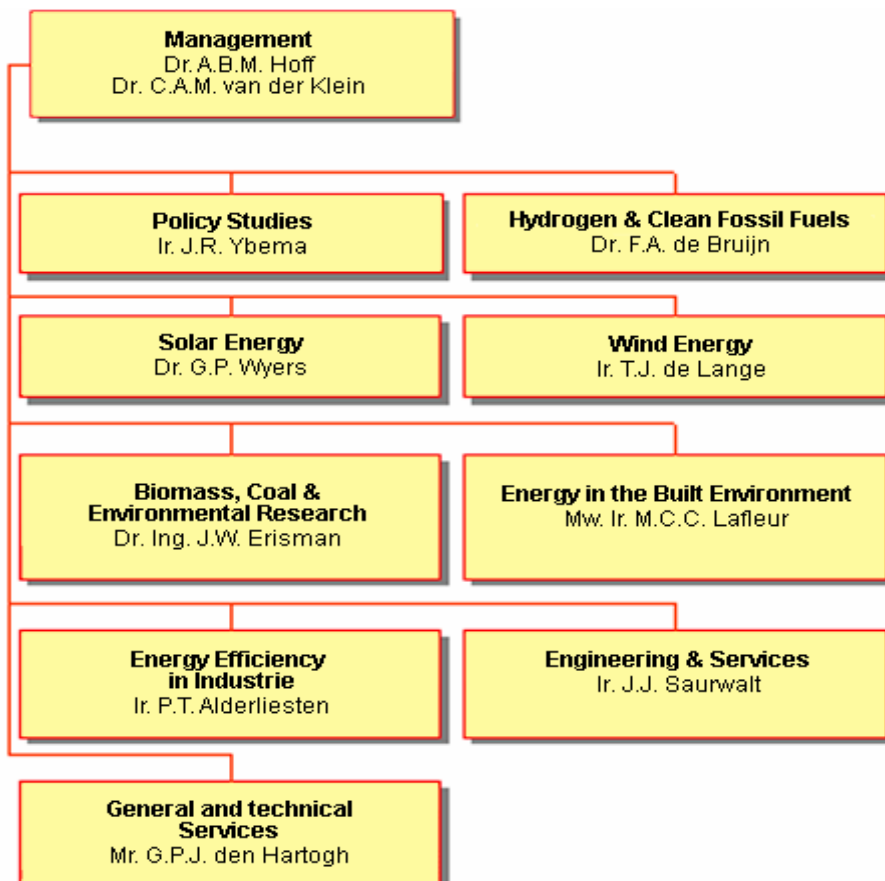 Management
Dr. A.B.M. Hoff
Dr. C.A.M. van der Klein
Policy Studies
Ir. J.R. Ybema
Hydrogen & Clean Fossil Fuels
Dr. F.A. de Bruijn
Solar Energy
Dr. G.P. Wyers
Wind Energy
Ir. T.J. de Lange
Biomass, Coal &
Environmental Research
Dr. Ing. J.W. Erisman
Energy in the Built Environment
Mw. Ir. M.C.C. Lafleur
Energy Efficiency
in Industrie
Ir. P.T. Alderliesten
Engineering & Services
Ir. J.J. Saurwalt
General and technical
Services
Mr. G.P.J. den Hartogh